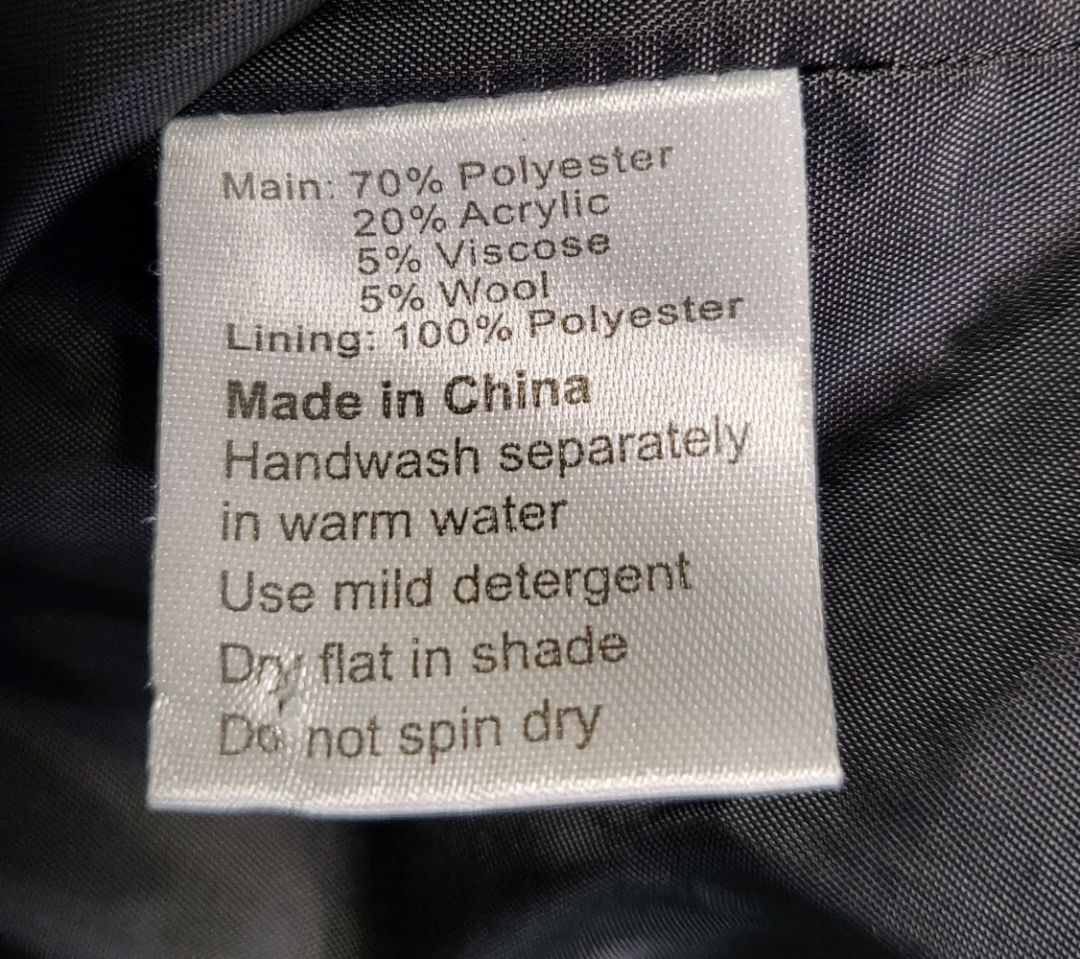 Main: 70% Polyester
20% Acrylic
5% Viscose
5% Wool
Lining: 100% Polyester
Made in China
Handwash separately
in warm water
Use mild detergent
Dry flat in shade
Do not spin dry